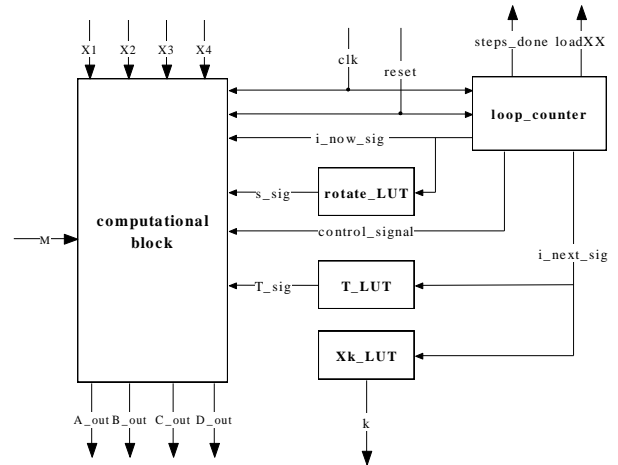 steps_done loadXX
X1 X2 X3 X4
clk
reset
loop_counter
i_now_sig
s_sig rotate_LUT
computational
block
control_signal
M
i_next_sig
T_sig T_LUT
Xk_LUT
A_out B_out C_out D_out
k